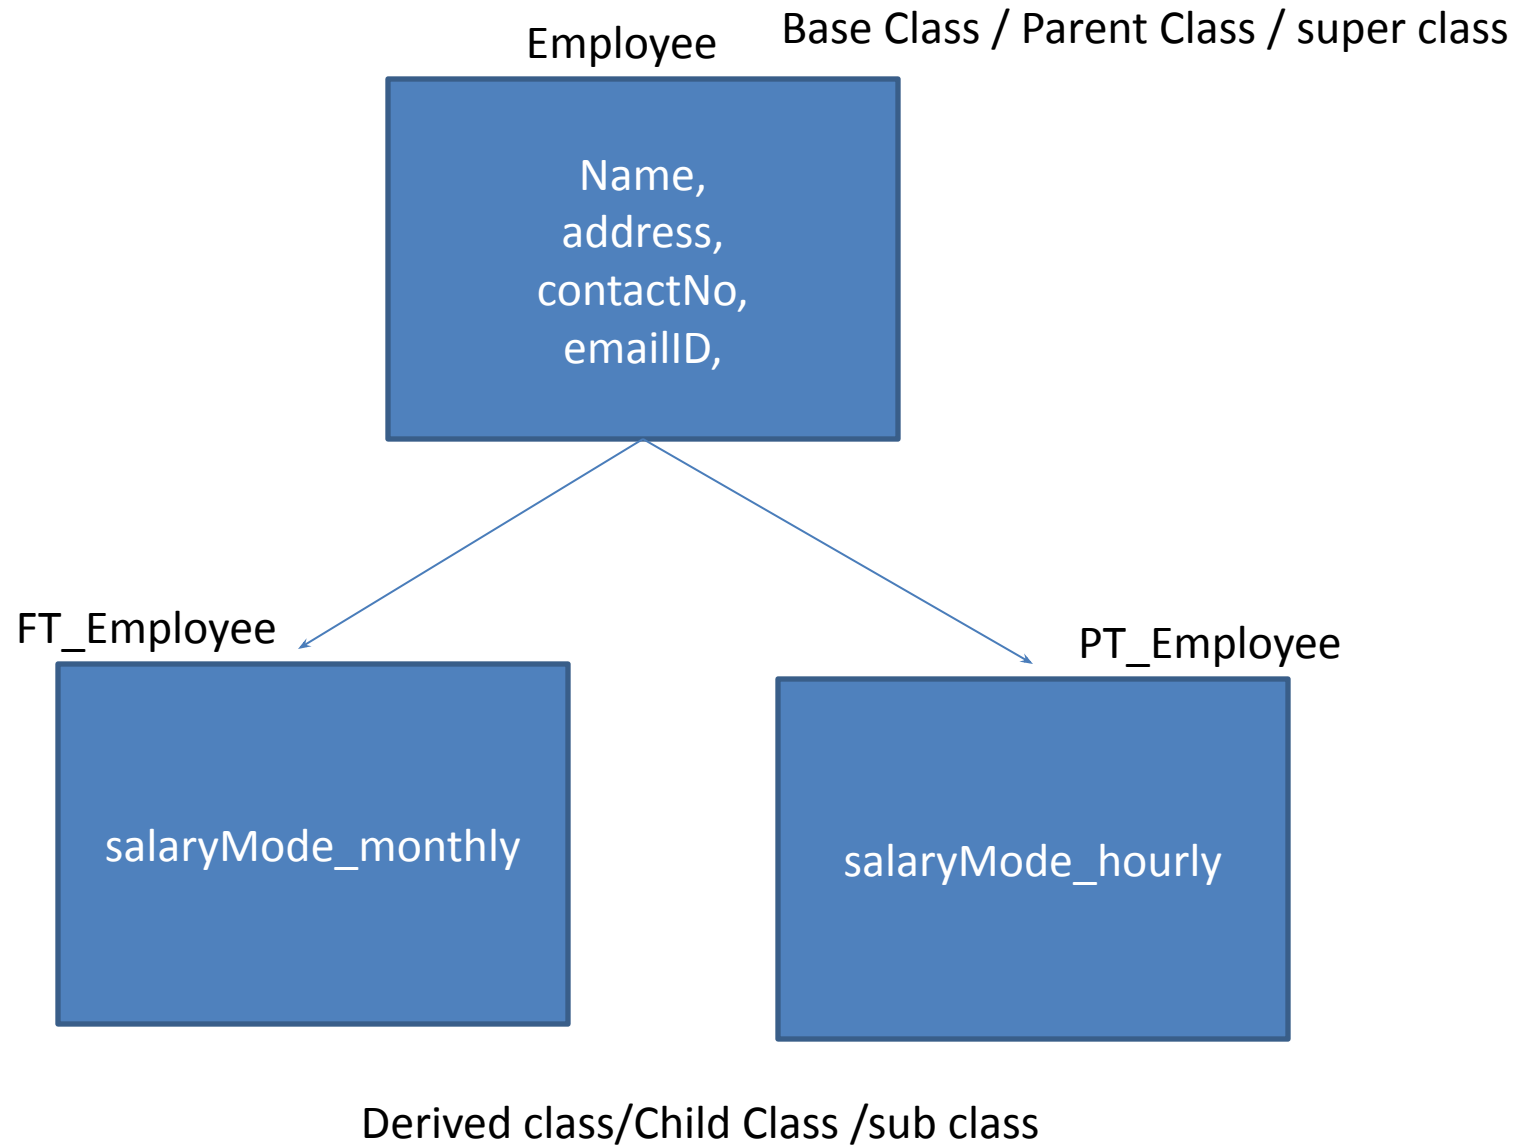 Employee
Base Class / Parent Class / super class
Name,
address,
contactNo,
emailID,
FT_Employee
PT_Employee
salaryMode_monthly
salaryMode_hourly
Derived class/Child Class /sub class